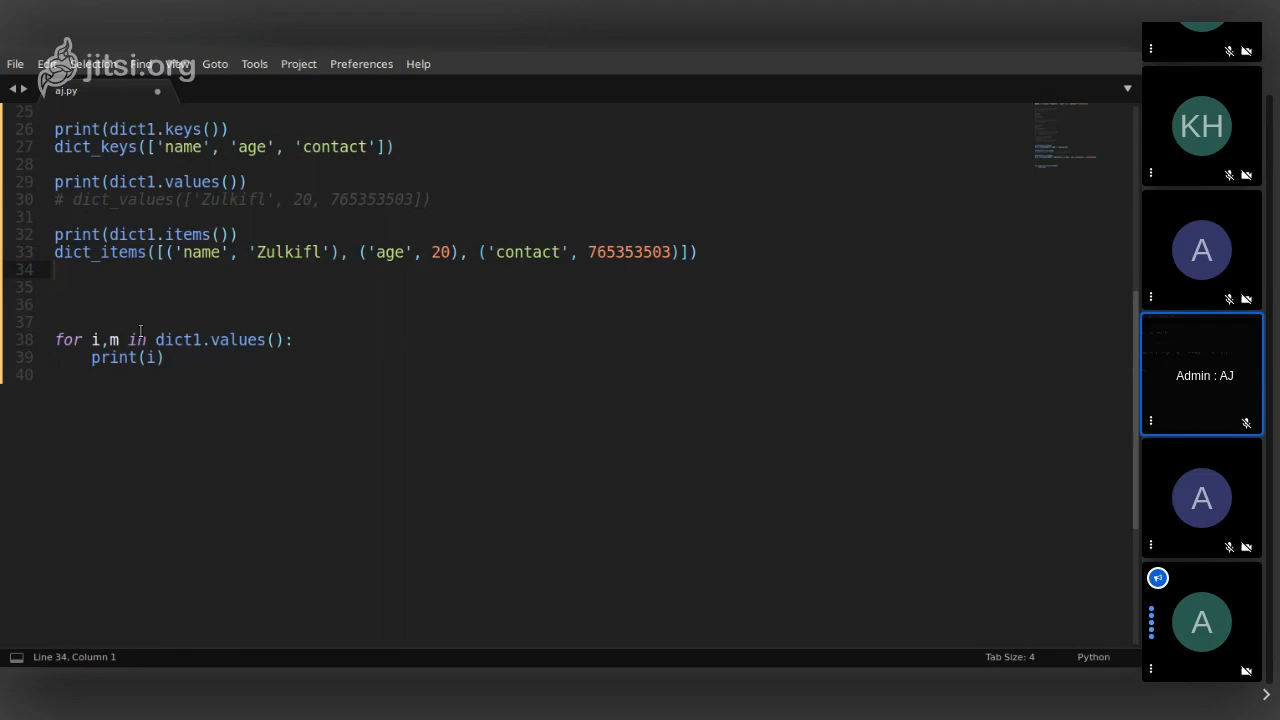 jitsi.org
File Edit Selection Find View Goto Tools Project Preferences Help
aj.py
25
26 print(dict1.keys())
27 dict_keys(['name', 'age', 'contact'])
28
29 print(dict1.values())
30 # dict_values(['Zulkifl', 20, 765353503])
31
32 print(dict1.items())
33 dict_items([('name', 'Zulkifl'), ('age', 20), ('contact', 765353503)])
34
35
36
37
38 for i,m in dict1.values():
39     print(i)
40
Line 34, Column 1
Tab Size: 4
Python
KH
A
Admin : AJ
A
A